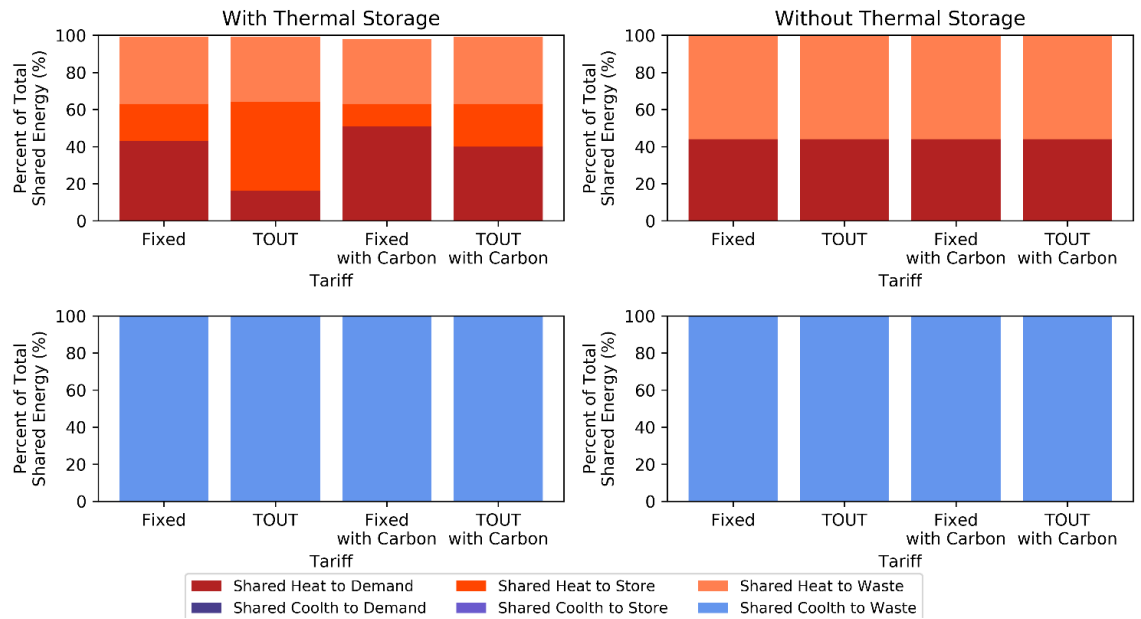 With Thermal Storage
Percent of Total
Shared Energy (%)
100
80
60
40
20
0
Fixed
TOUT
Fixed
with Carbon
TOUT
with Carbon
Tariff
Without Thermal Storage
Percent of Total
Shared Energy (%)
100
80
60
40
20
0
Fixed
TOUT
Fixed
with Carbon
TOUT
with Carbon
Tariff
Percent of Total
Shared Energy (%)
100
80
60
40
20
0
Fixed
TOUT
Fixed
with Carbon
TOUT
with Carbon
Tariff
Percent of Total
Shared Energy (%)
100
80
60
40
20
0
Fixed
TOUT
Fixed
with Carbon
TOUT
with Carbon
Tariff
Shared Heat to Demand
Shared Heat to Store
Shared Heat to Waste
Shared Coolth to Demand
Shared Coolth to Store
Shared Coolth to Waste